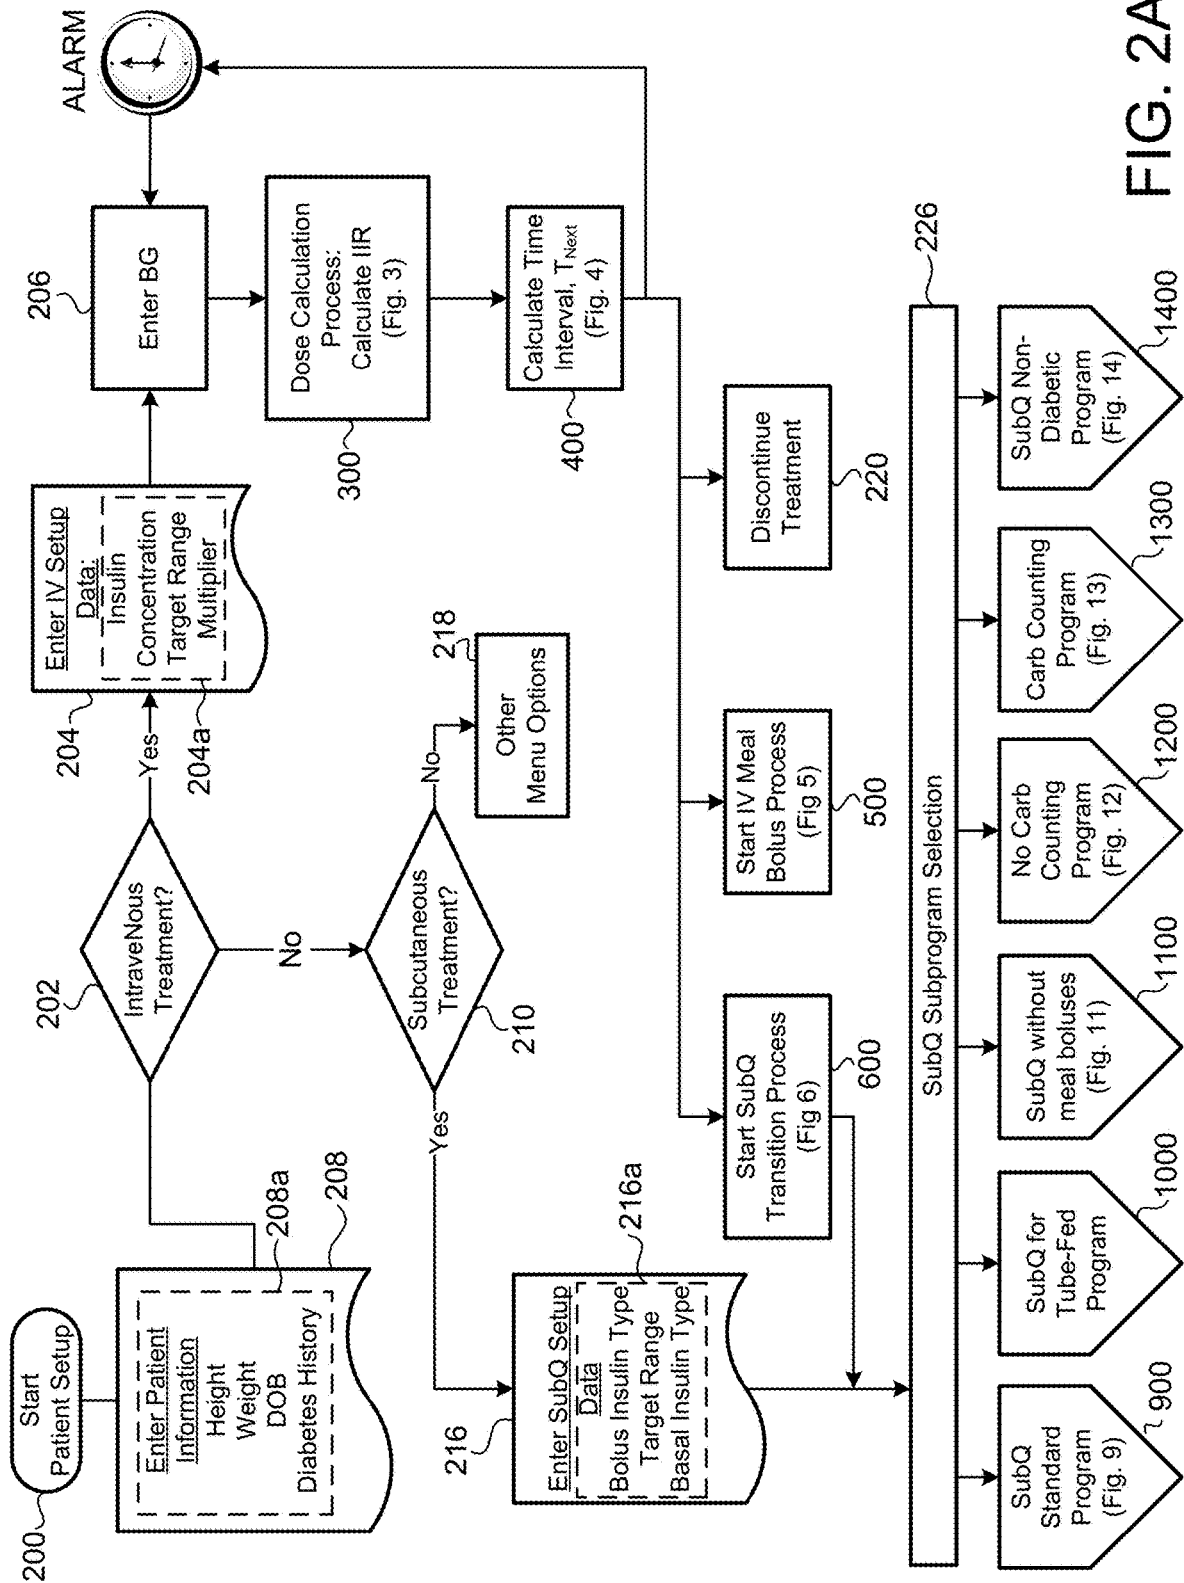 200
Start
Patient Setup
Enter Patient
Information
Height
Weight
DOB
Diabetes History
208a
208
202
IntraveNous
Treatment?
Yes
No
204
204a
Enter IV Setup
Data:
Insulin
Concentration
Target Range
Multiplier
206
Enter BG
ALARM
Subcutaneous
Treatment?
210
No
Yes
218
Other
Menu Options
300
Dose Calculation
Process:
Calculate IIR
(Fig. 3)
400
Calculate Time
Interval, TNext
(Fig. 4)
216
Enter SubQ Setup
Data
Bolus Insulin Type
Target Range
Basal Insulin Type
216a
Start SubQ
Transition Process
(Fig 6)
600
Start IV Meal
Bolus Process
(Fig 5)
500
Discontinue
Treatment
220
SubQ Subprogram Selection
226
SubQ
Standard
Program
(Fig. 9)
900
SubQ for
Tube-Fed
Program
1000
SubQ without
meal boluses
(Fig. 11)
1100
No Carb
Counting
Program
(Fig. 12)
1200
Carb Counting
Program
(Fig. 13)
1300
SubQ Non-
Diabetic
Program
(Fig. 14)
1400
FIG. 2A